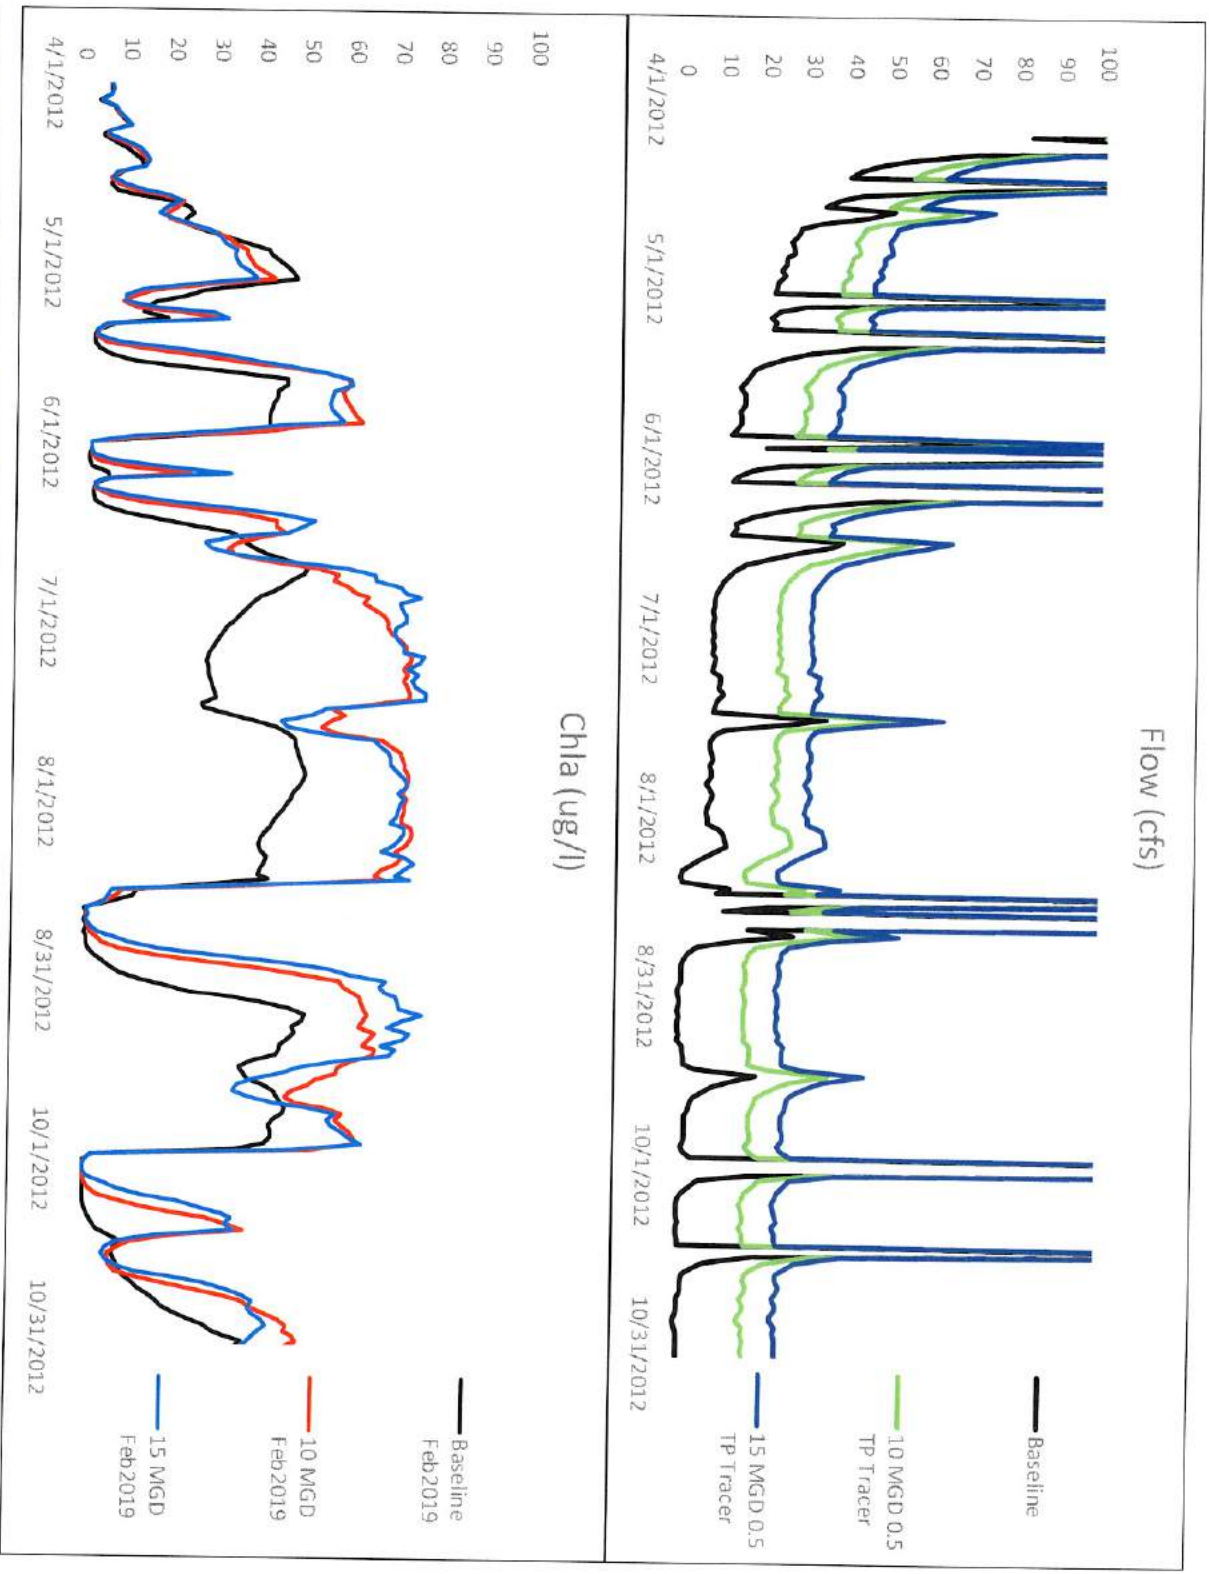 Flow (cfs)
100
90
80
70
60
50
40
30
20
10
0
4/1/2012
5/1/2012
6/1/2012
7/1/2012
8/1/2012
8/31/2012
10/1/2012
10/31/2012
Baseline
10 MGD 0.5
TP Tracer
15 MGD 0.5
TP Tracer
Chla (ug/l)
100
90
80
70
60
50
40
30
20
10
0
4/1/2012
5/1/2012
6/1/2012
7/1/2012
8/1/2012
8/31/2012
10/1/2012
10/31/2012
Baseline
Feb2019
10 MGD
Feb2019
15 MGD
Feb2019